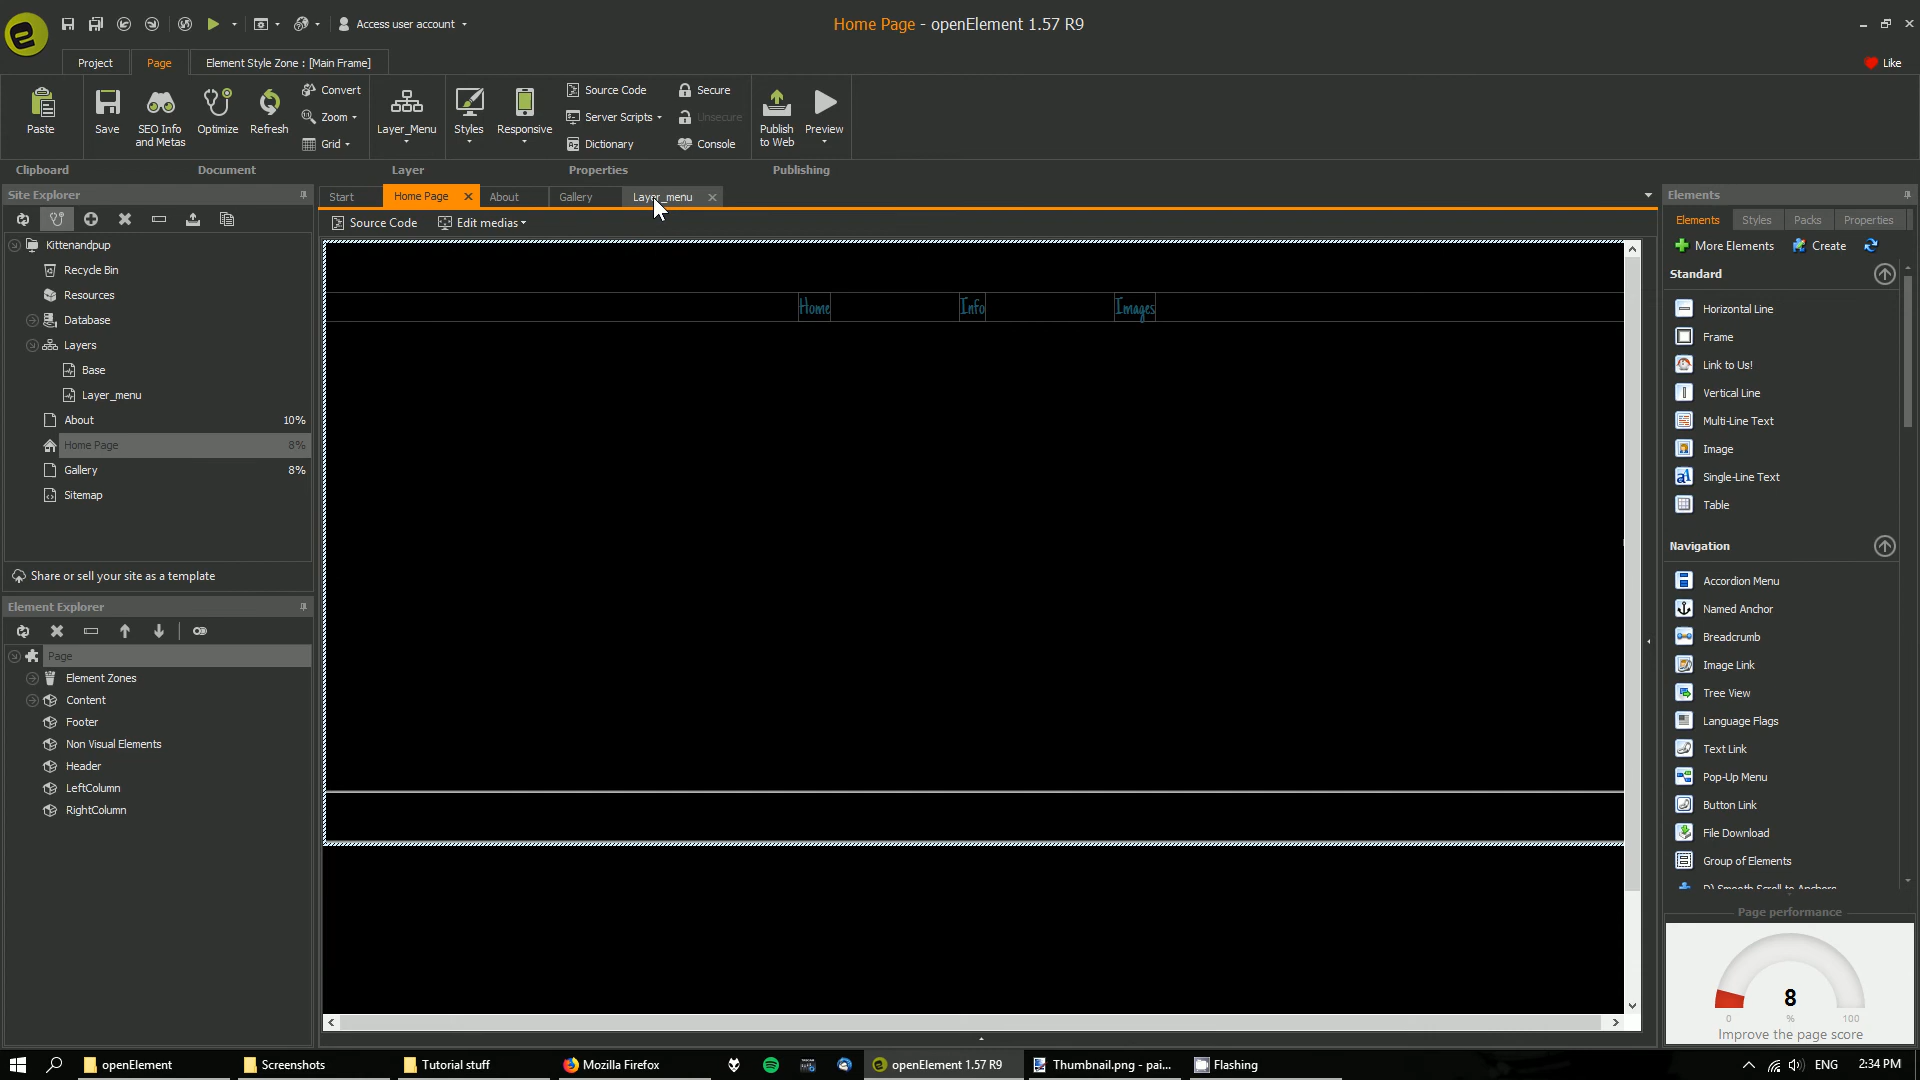 Access user account
Home Page - openElement 1.57 R9
Project
Page
Element Style Zone : [Main Frame]
Like
Paste
Save
SEO Info
and Metas
Optimize
Refresh
Convert
Zoom
Grid
Layer_Menu
Styles
Responsive
Source Code
Server Scripts
Dictionary
Secure
Unsecure
Console
Publish
to Web
Preview
Clipboard
Document
Layer
Properties
Publishing
Site Explorer
Kittenandpup
Recycle Bin
Resources
Database
Layers
Base
Layer_menu
About 10%
Home Page 8%
Gallery 8%
Sitemap
Share or sell your site as a template
Element Explorer
Page
Element Zones
Content
Footer
Non Visual Elements
Header
LeftColumn
RightColumn
Start
Home Page
About
Gallery
Layer_menu
Source Code
Edit medias
Home
Info
Images
Elements
Elements
Styles
Packs
Properties
More Elements
Create
Standard
Horizontal Line
Frame
Link to Us!
Vertical Line
Multi-Line Text
Image
Single-Line Text
Table
Navigation
Accordion Menu
Named Anchor
Breadcrumb
Image Link
Tree View
Language Flags
Text Link
Pop-Up Menu
Button Link
File Download
Group of Elements
Page performance
8
0 % 100
Improve the page score
openElement
Screenshots
Tutorial stuff
Mozilla Firefox
openElement 1.57 R9
Thumbnail.png - pai...
Flashing
ENG
2:34 PM